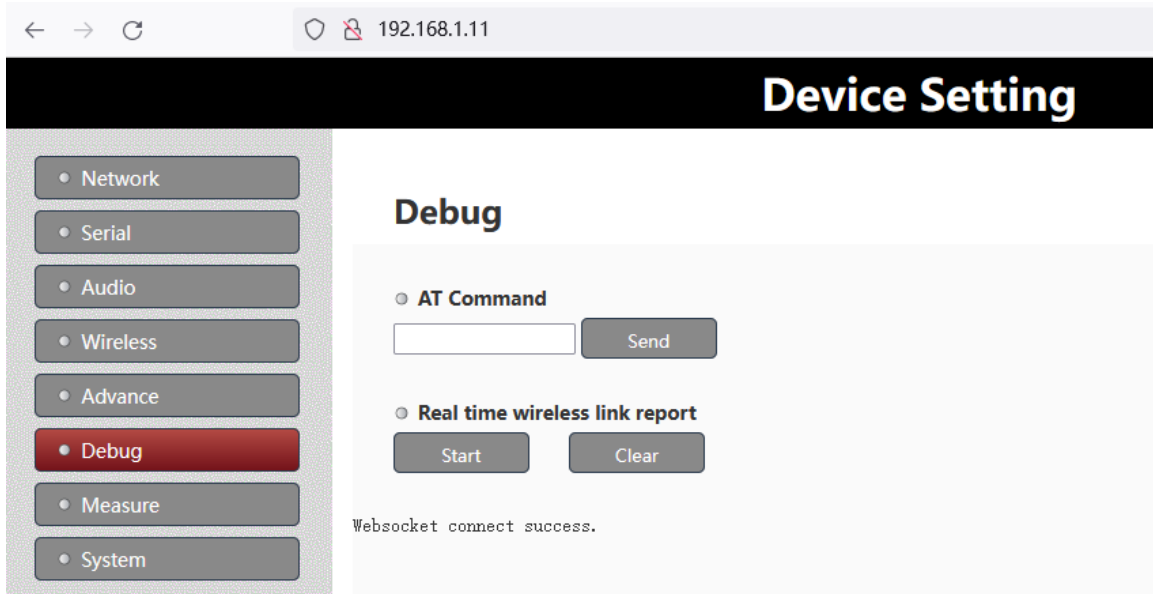 192.168.1.11
Device Setting
Network
Serial
Audio
Wireless
Advance
Debug
Measure
System
Debug
AT Command
Send
Real time wireless link report
Start Clear
Websocket connect success.